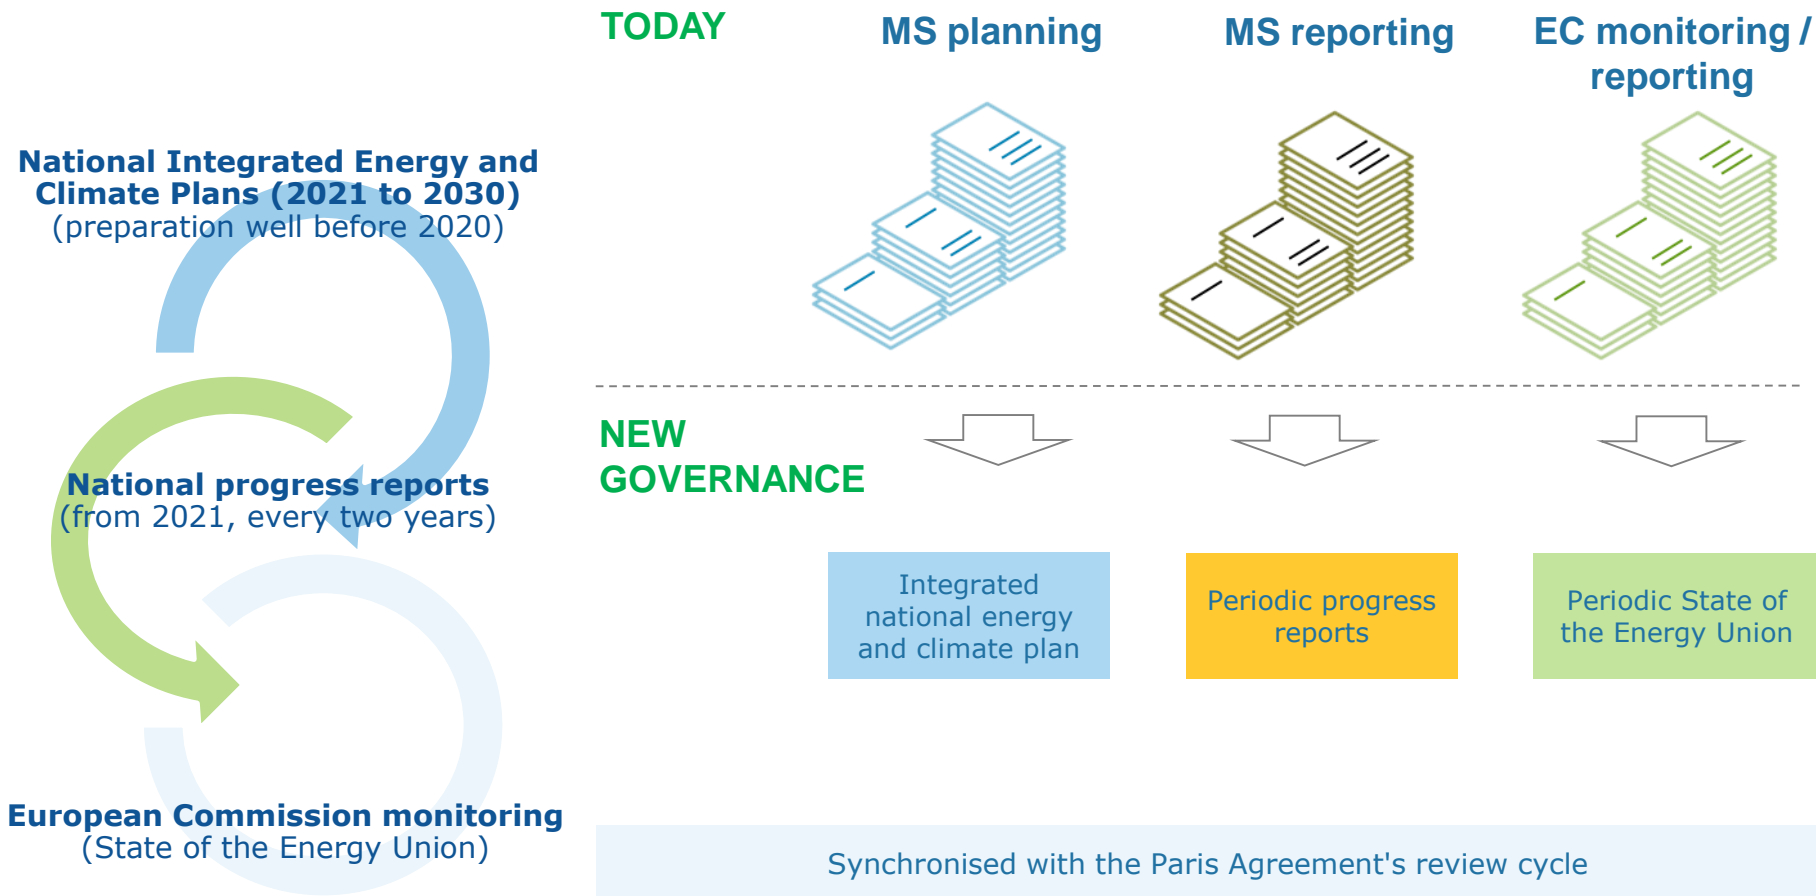 National Integrated Energy and
Climate Plans (2021 to 2030)
(preparation well before 2020)
National progress reports
(from 2021, every two years)
European Commission monitoring
(State of the Energy Union)
TODAY
MS planning
MS reporting
EC monitoring /
reporting
NEW
GOVERNANCE
Integrated
national energy
and climate plan
Periodic progress
reports
Periodic State of
the Energy Union
Synchronised with the Paris Agreement's review cycle